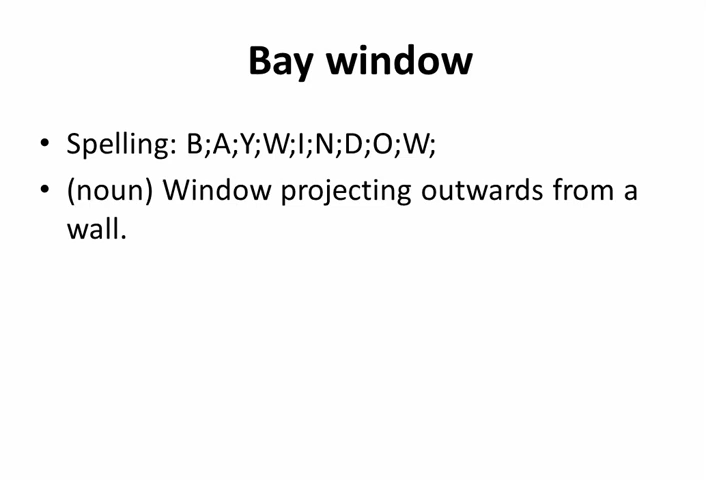 Bay window
• Spelling: B;A;Y;W;I;N;D;O;W;
• (noun) Window projecting outwards from a
wall.